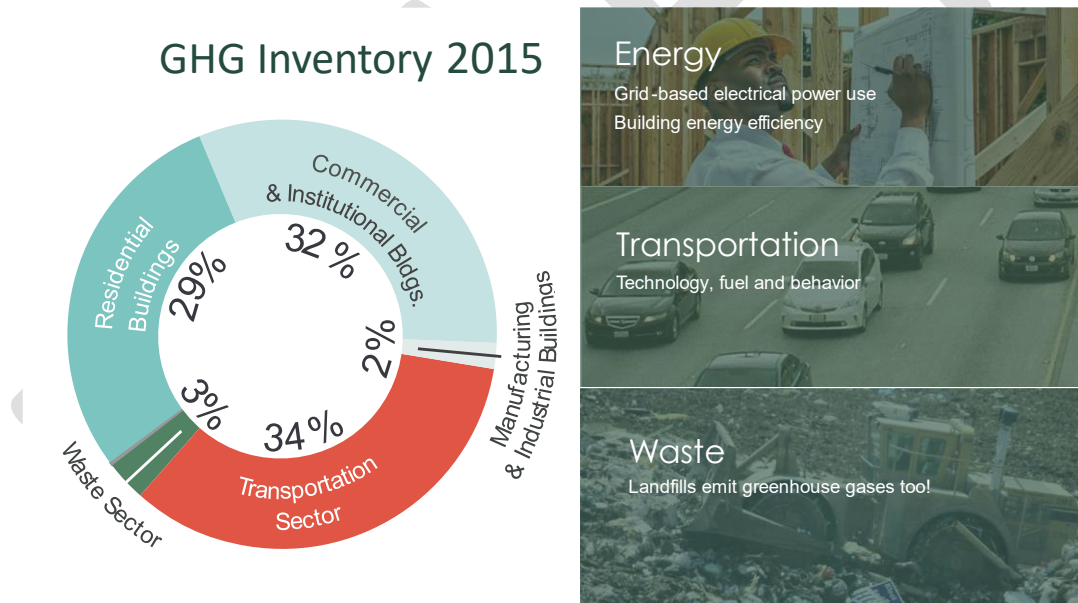 GHG Inventory 2015
Commercial
& Institutional Bldgs.
32 %
Residential
Buildings
29%
2%
Manufacturing
& Industrial Buildings
3%
Waste Sector
34 %
Transportation
Sector
Energy
Grid-based electrical power use
Building energy efficiency
Transportation
Technology, fuel and behavior
Waste
Landfills emit greenhouse gases too!